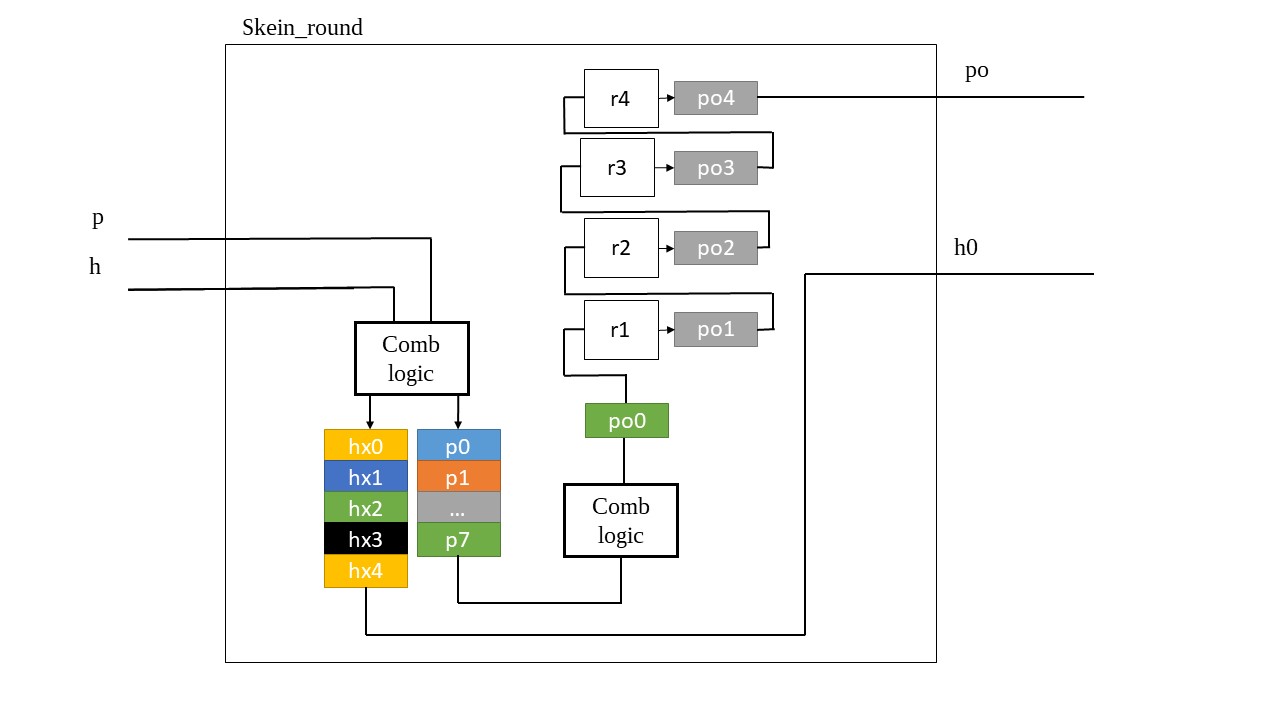 Skein_round
po
r4
po4
r3
po3
p
h
r2
po2
h0
r1
po1
Comb
logic
po0
hx0
hx1
hx2
hx3
hx4
p0
p1
...
p7
Comb
logic